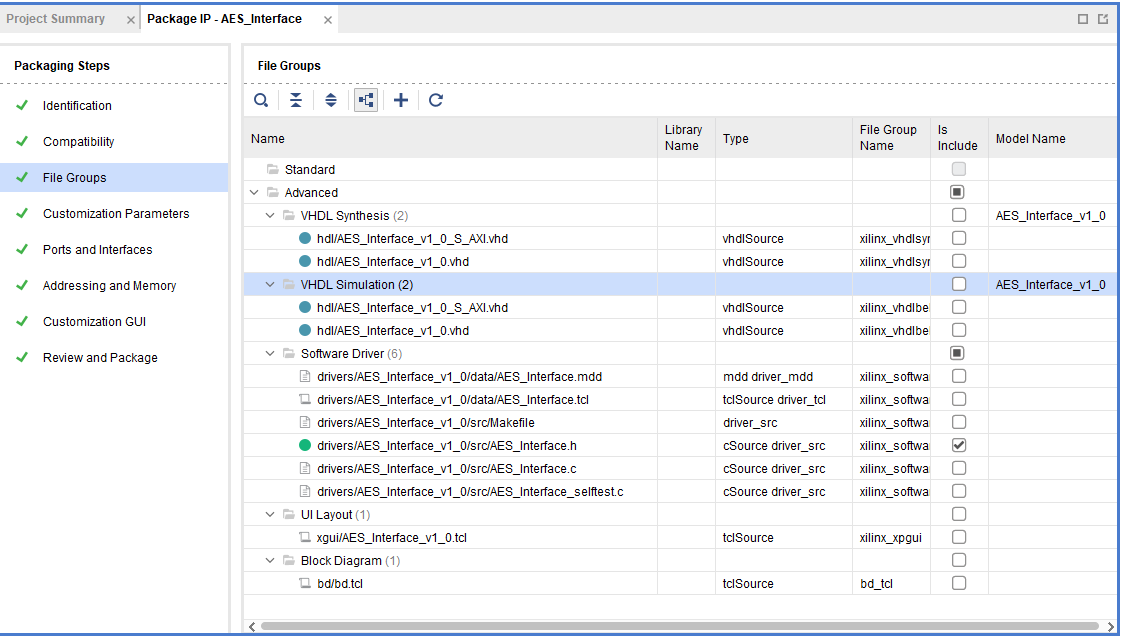 Project Summary × Package IP - AES_Interface ×
Packaging Steps
Identification
Compatibility
File Groups
Customization Parameters
Ports and Interfaces
Addressing and Memory
Customization GUI
Review and Package
File Groups
Name Library Name Type File Group Name Is Include Model Name
Standard
Advanced
VHDL Synthesis (2) AES_Interface_v1_0
hdl/AES_Interface_v1_0_S_AXI.vhd vhdlSource xilinx_vhdlsyr
hdl/AES_Interface_v1_0.vhd vhdlSource xilinx_vhdlsyr
VHDL Simulation (2) AES_Interface_v1_0
hdl/AES_Interface_v1_0_S_AXI.vhd vhdlSource xilinx_vhdlbe
hdl/AES_Interface_v1_0.vhd vhdlSource xilinx_vhdlbe
Software Driver (6)
drivers/AES_Interface_v1_0/data/AES_Interface.mdd mdd driver_mdd xilinx_softwa
drivers/AES_Interface_v1_0/data/AES_Interface.tcl tclSource driver_tcl xilinx_softwa
drivers/AES_Interface_v1_0/src/Makefile driver_src xilinx_softwa
drivers/AES_Interface_v1_0/src/AES_Interface.h cSource driver_src xilinx_softwa
drivers/AES_Interface_v1_0/src/AES_Interface.c cSource driver_src xilinx_softwa
drivers/AES_Interface_v1_0/src/AES_Interface_selftest.c cSource driver_src xilinx_softwa
UI Layout (1)
xgui/AES_Interface_v1_0.tcl tclSource xilinx_xpgui
Block Diagram (1)
bd/bd.tcl tclSource bd_tcl